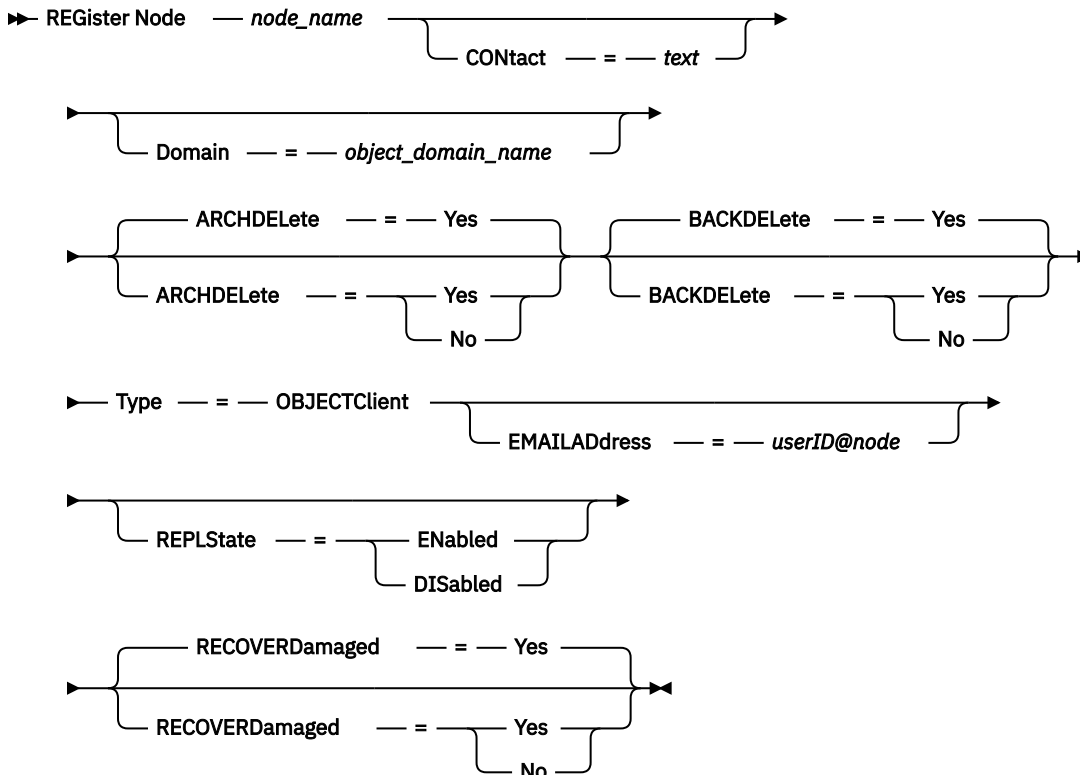 REGister Node — node_name
CONtact — = — text
Domain — = — object_domain_name
ARCHDELete — = — Yes BACKDELete — = — Yes
ARCHDELete — = Yes BACKDELete — = Yes
No No
Type — = — OBJECTClient
EMAILADdress — = — userID@node
REPLState — = ENabled
DISabled
RECOVERDamaged — = — Yes
RECOVERDamaged — = Yes
No